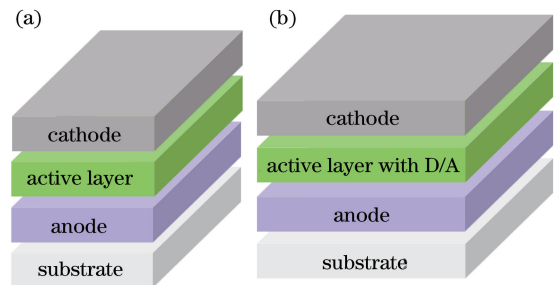 (a)
cathode
active layer
anode
substrate
(b)
cathode
active layer with D/A
anode
substrate